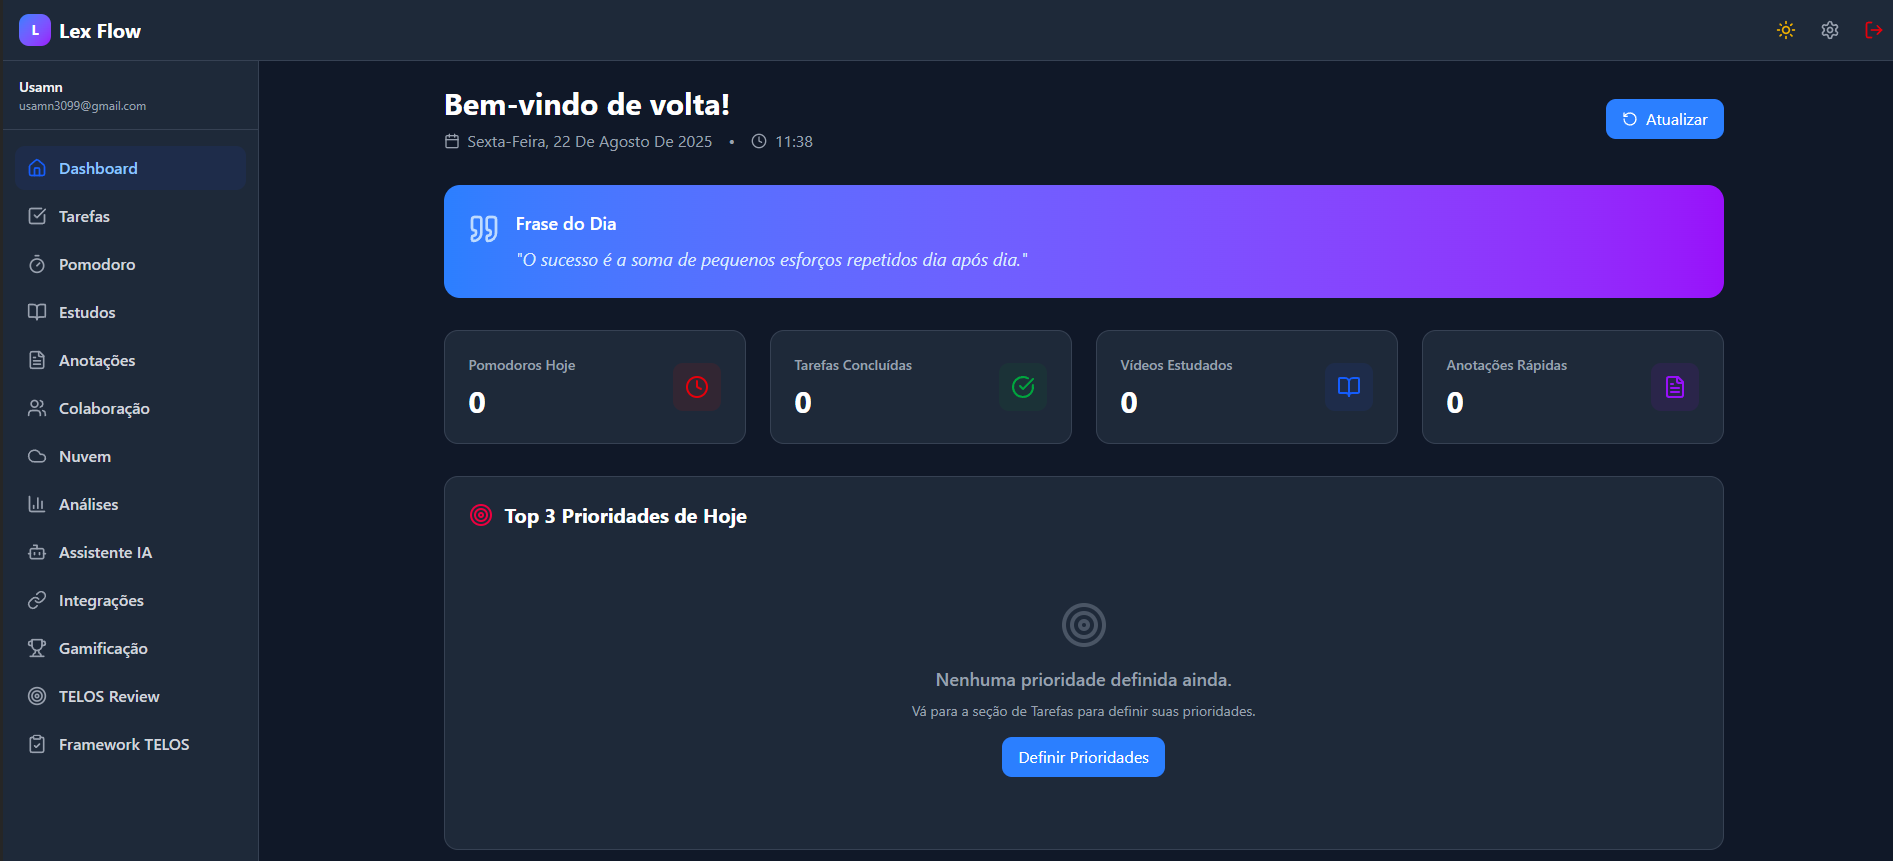 L
Lex Flow
Usamn
usamn3099@gmail.com
Dashboard
Tarefas
Pomodoro
Estudos
Anotações
Colaboração
Nuvem
Análises
Assistente IA
Integrações
Gamificação
TELOS Review
Framework TELOS
Bem-vindo de volta!
Sexta-Feira, 22 De Agosto De 2025 • 11:38
Atualizar
Frase do Dia
"O sucesso é a soma de pequenos esforços repetidos dia após dia."
Pomodoros Hoje
0
Tarefas Concluídas
0
Vídeos Estudados
0
Anotações Rápidas
0
Top 3 Prioridades de Hoje
Nenhuma prioridade definida ainda.
Vá para a seção de Tarefas para definir suas prioridades.
Definir Prioridades